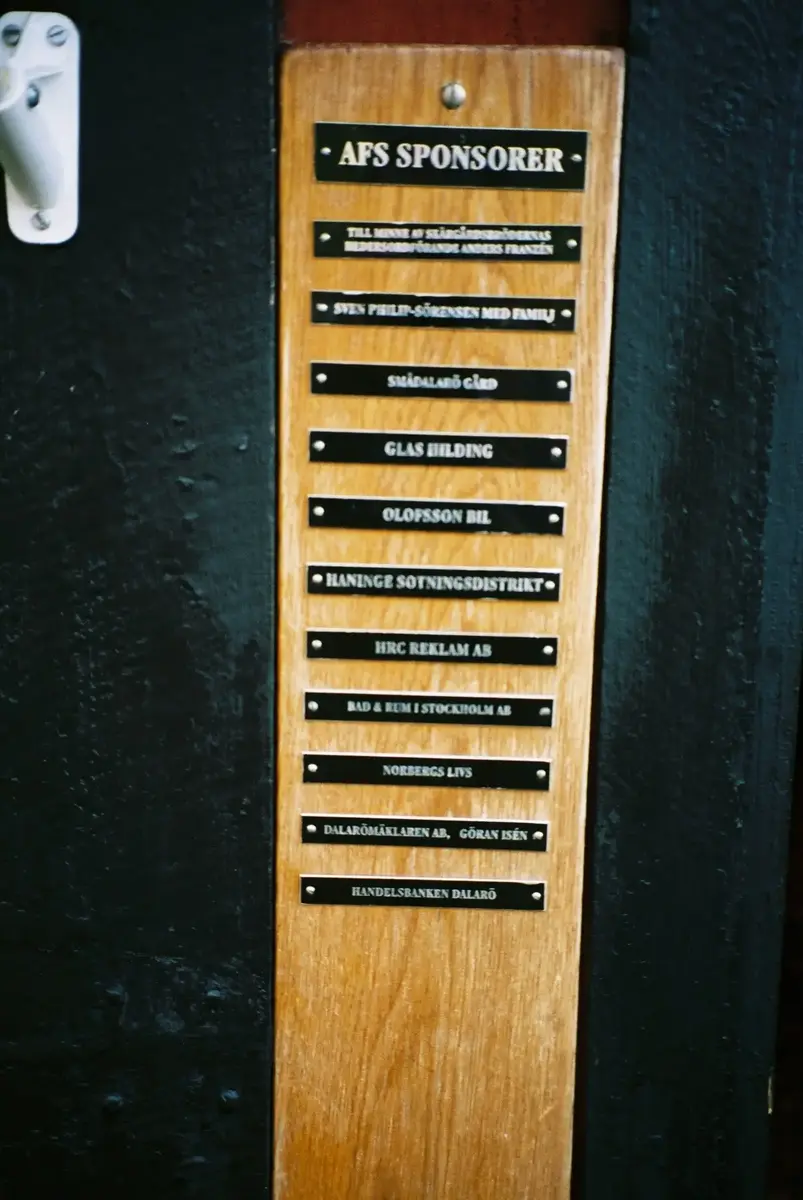 AFS SPONSORER
TILL MINNE AV SKÄRGÅRDSBRÖDERNAS
HEDERSORDFÖRANDE ANDERS FRANZÉN
SVEN PHILIP-SÖRENSEN MED FAMILJ
SMÅDALARÖ GÅRD
GLAS HILDING
OLOFSSON BIL
HANINGE SOTNINGSDISTRIKT
HRC REKLAM AB
BAD & RUM I STOCKHOLM AB
NORBERGS LIVS
DALARÖMÄKLAREN AB, GÖRAN ISÉN
HANDELSBANKEN DALARÖ